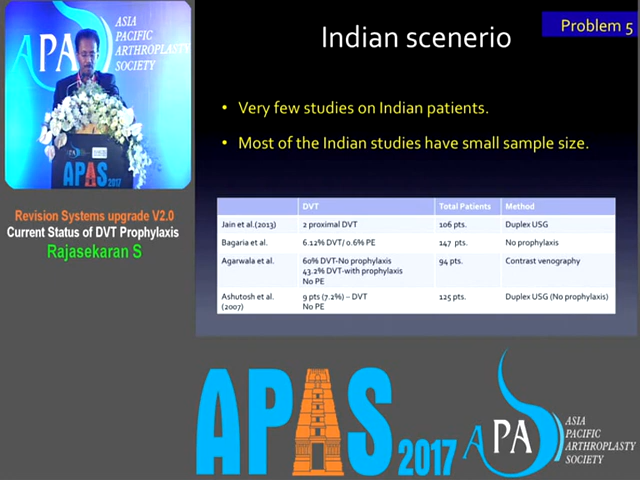 ASIA
PACIFIC
ARTHROPLASTY
SOCIETY
APA
APAS 2017
Revision Systems upgrade V2.0
Current Status of DVT Prophylaxis
Rajasekaran S
Problem 5
Indian scenerio
• Very few studies on Indian patients.
• Most of the Indian studies have small sample size.
DVT Total Patients Method
Jain et al.(2013) 2 proximal DVT 106 pts. Duplex USG
Bagaria et al. 6.12% DVT/ 0.6% PE 147 pts. No prophylaxis
Agarwala et al. 60% DVT-No prophylaxis 94 pts. Contrast venography
43.2% DVT-with prophylaxis
No PE
Ashutosh et al. 9 pts (7.2%) – DVT 125 pts. Duplex USG (No prophylaxis)
(2007) No PE
APAS 2017
APA
ASIA
PACIFIC
ARTHROPLASTY
SOCIETY